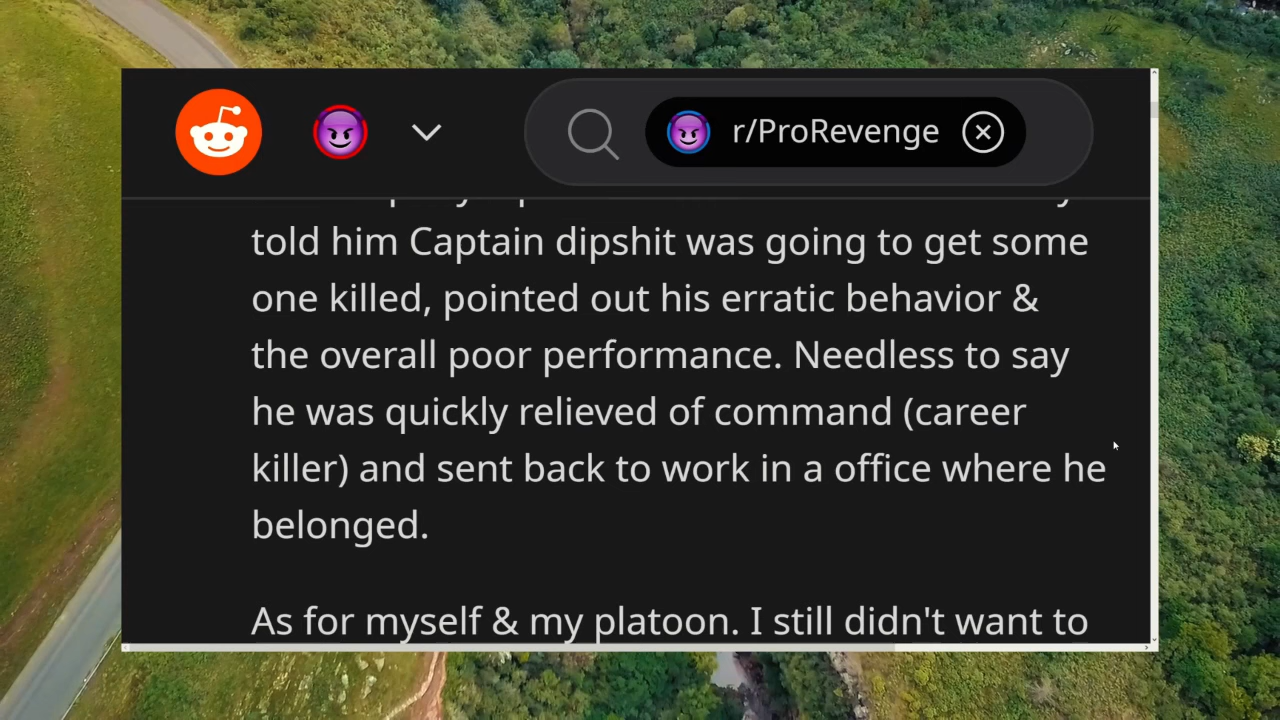 r/ProRevenge
told him Captain dipshit was going to get some
one killed, pointed out his erratic behavior &
the overall poor performance. Needless to say
he was quickly relieved of command (career
killer) and sent back to work in a office where he
belonged.
As for myself & my platoon. I still didn't want to